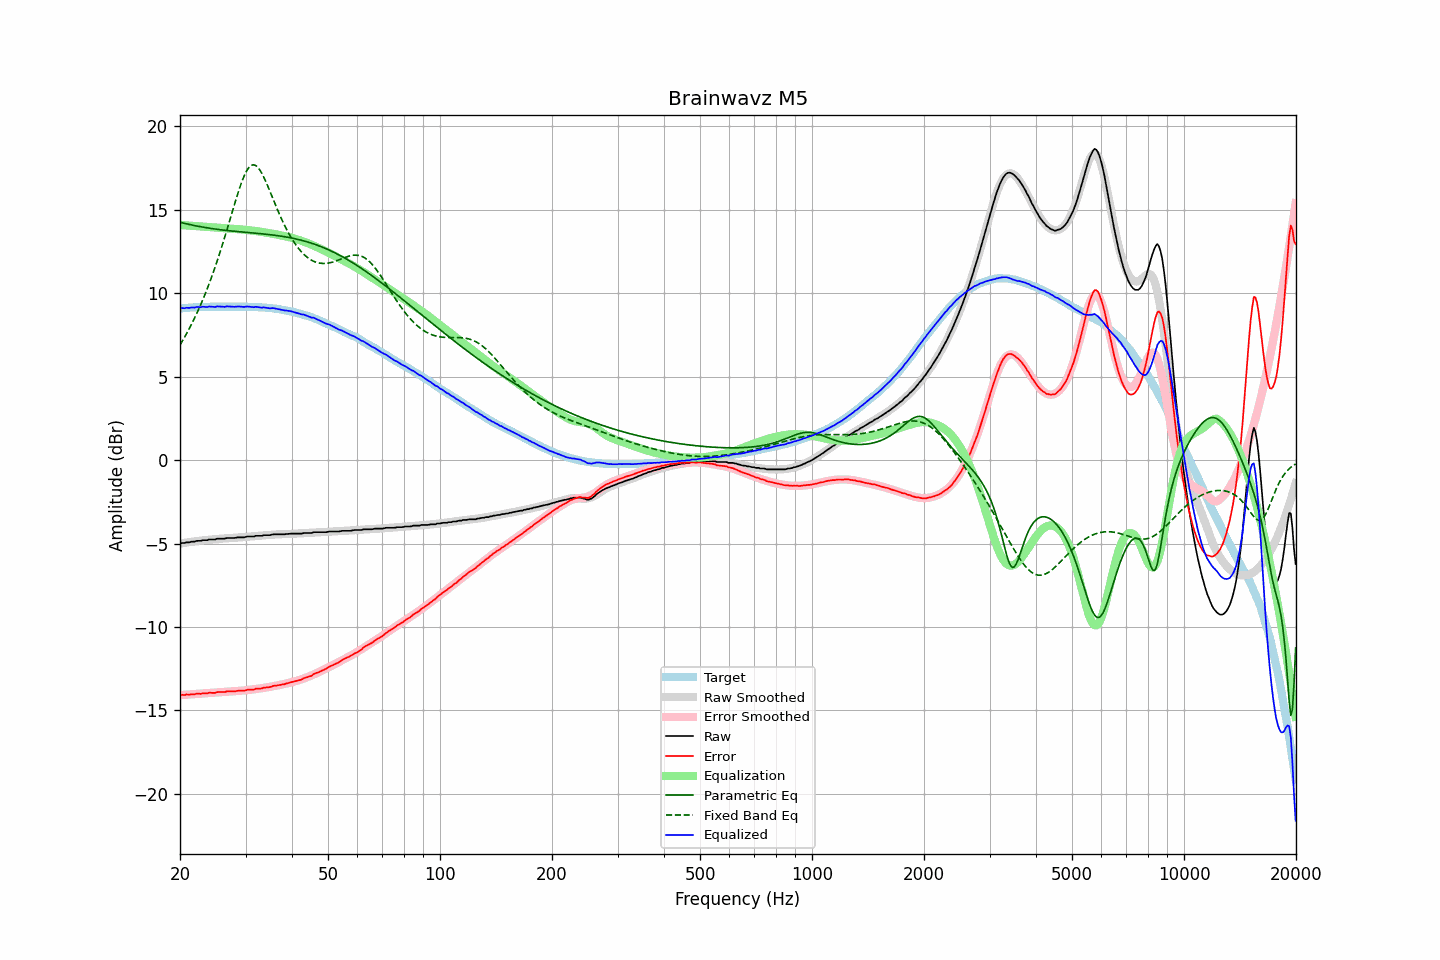 Brainwavz M5
Amplitude (dBr)
20
15
10
5
0
−5
−10
−15
−20
Target
Raw Smoothed
Error Smoothed
Raw
Error
Equalization
Parametric Eq
Fixed Band Eq
Equalized
20 50 100 200 500 1000 2000 5000 10000 20000
Frequency (Hz)